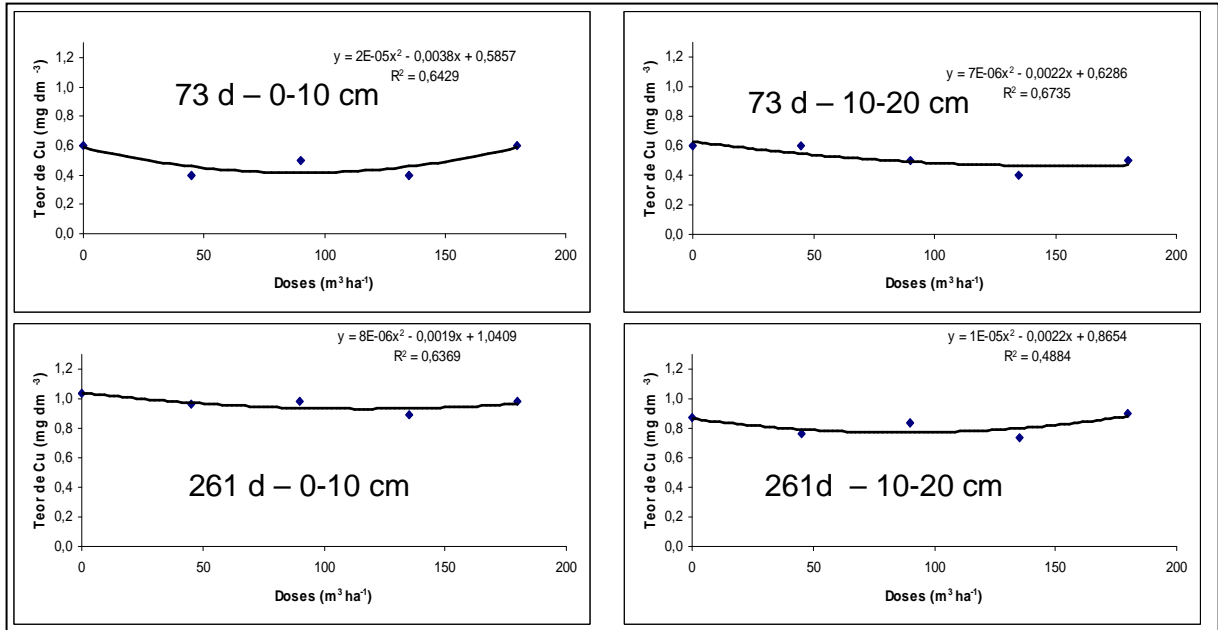 y = 2E-05x² - 0,0038x + 0,5857
R² = 0,6429
73 d – 0-10 cm
Teor de Cu (mg dm ⁻³)
1,2
1,0
0,8
0,6
0,4
0,2
0,0
0 50 100 150 200
Doses (m³ ha⁻¹)
y = 7E-06x² - 0,0022x + 0,6286
R² = 0,6735
73 d – 10-20 cm
Teor de Cu (mg dm ⁻³)
1,2
1,0
0,8
0,6
0,4
0,2
0,0
0 50 100 150 200
Doses (m³ ha⁻¹)
y = 8E-06x² - 0,0019x + 1,0409
R² = 0,6369
261 d – 0-10 cm
Teor de Cu (mg dm ⁻³)
1,2
1,0
0,8
0,6
0,4
0,2
0,0
0 50 100 150 200
Doses (m³ ha⁻¹)
y = 1E-05x² - 0,0022x + 0,8654
R² = 0,4884
261d – 10-20 cm
Teor de Cu (mg dm ⁻³)
1,2
1,0
0,8
0,6
0,4
0,2
0,0
0 50 100 150 200
Doses (m³ ha⁻¹)